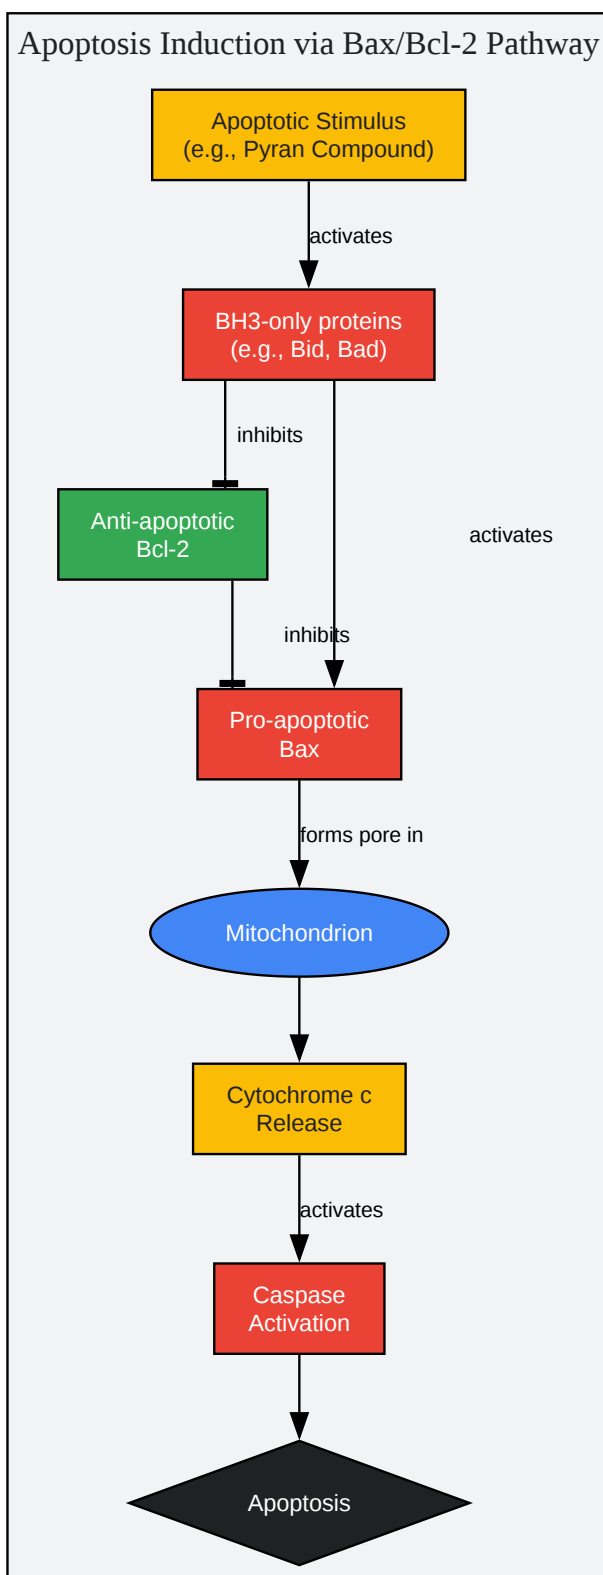 Apoptosis Induction via Bax/Bcl-2 Pathway
Apoptotic Stimulus
(e.g., Pyran Compound)
activates
BH3-only proteins
(e.g., Bid, Bad)
inhibits
Anti-apoptotic
Bcl-2
activates
inhibits
Pro-apoptotic
Bax
forms pore in
Mitochondrion
Cytochrome c
Release
activates
Caspase
Activation
Apoptosis